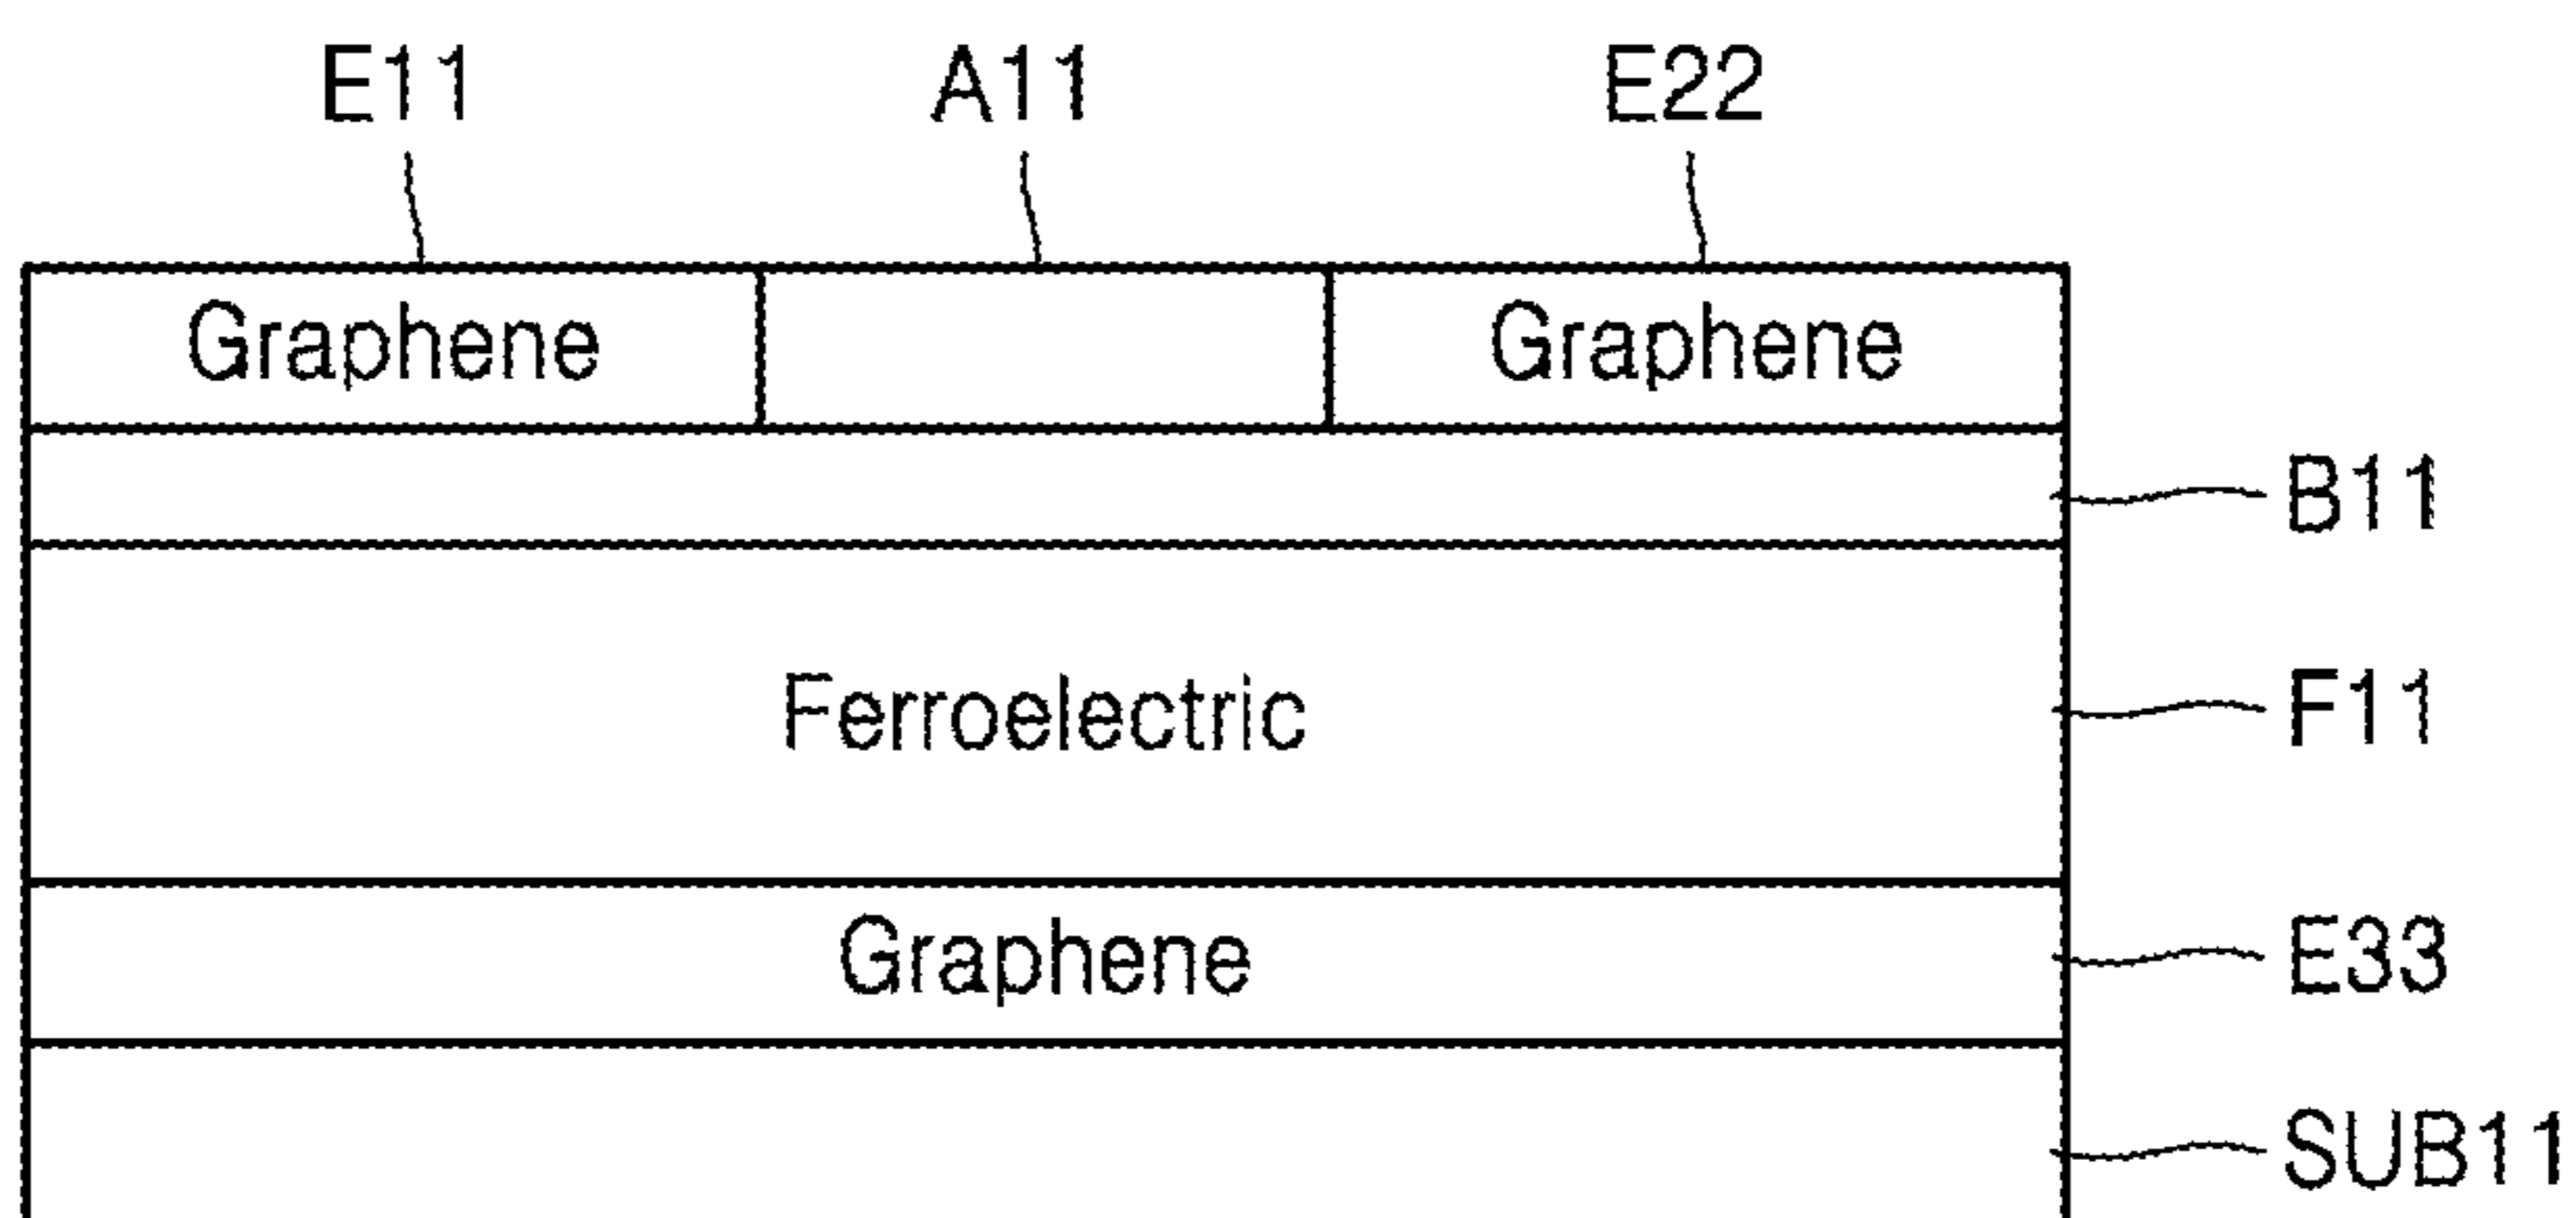 E11 A11 E22
Graphene Graphene
B11
Ferroelectric F11
Graphene E33
SUB11